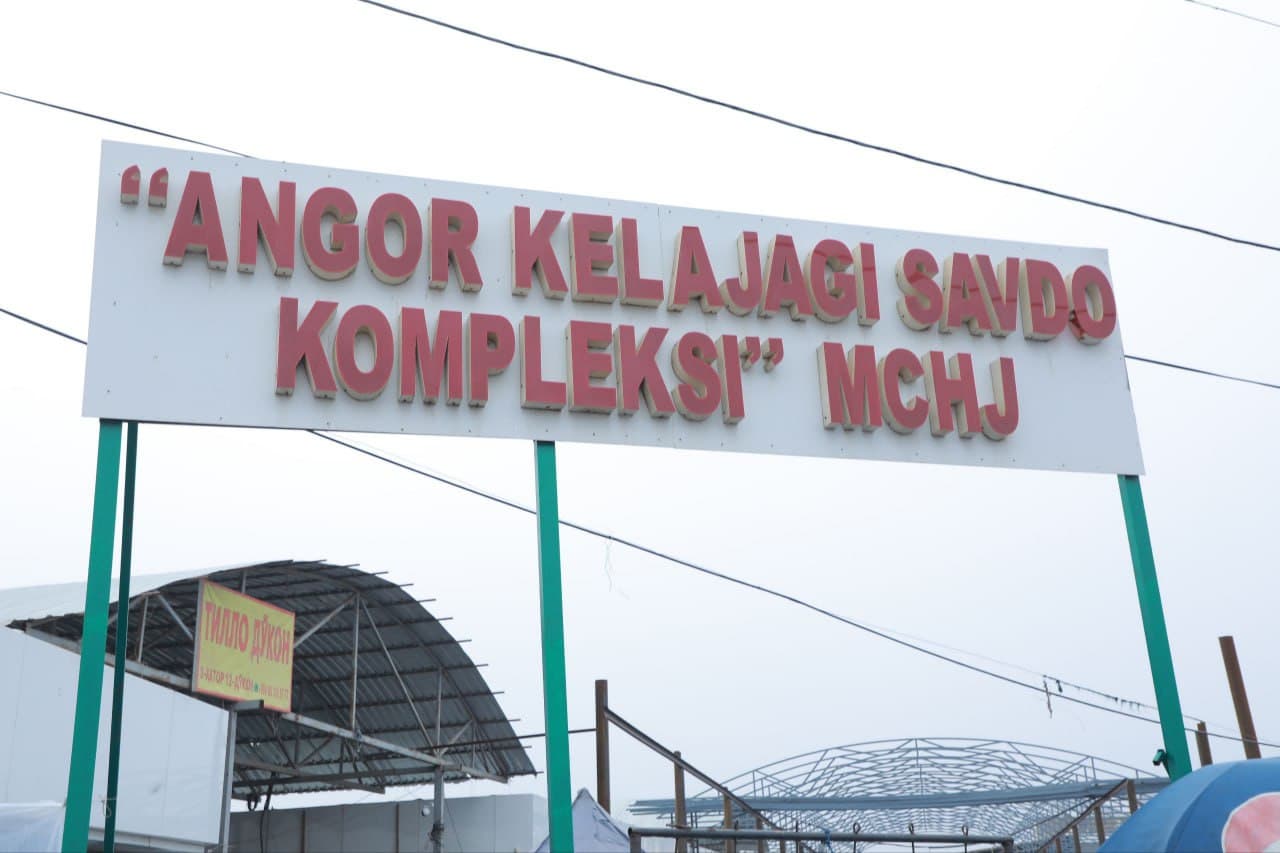 “ANGOR KELAJAGI SAVDO
KOMPLEKSI” MCHJ
ТИЛЛО ДЎКОН